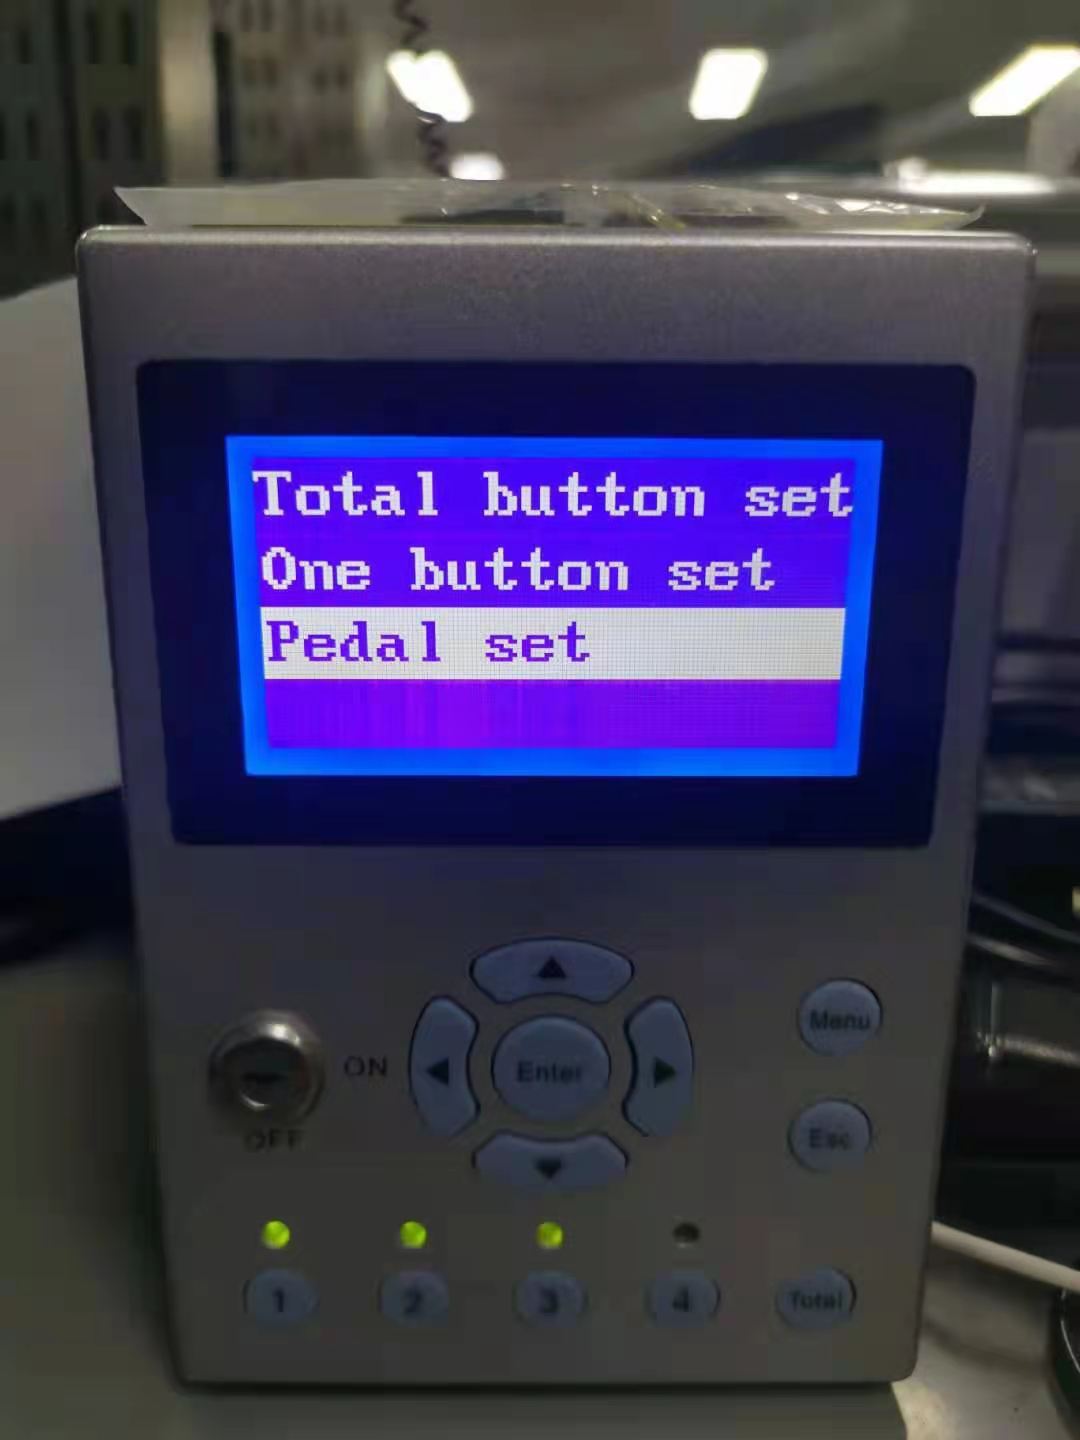 Total button set
One button set
Pedal set
ON
OFF
Enter
Menu
Esc
1
2
3
4
Total